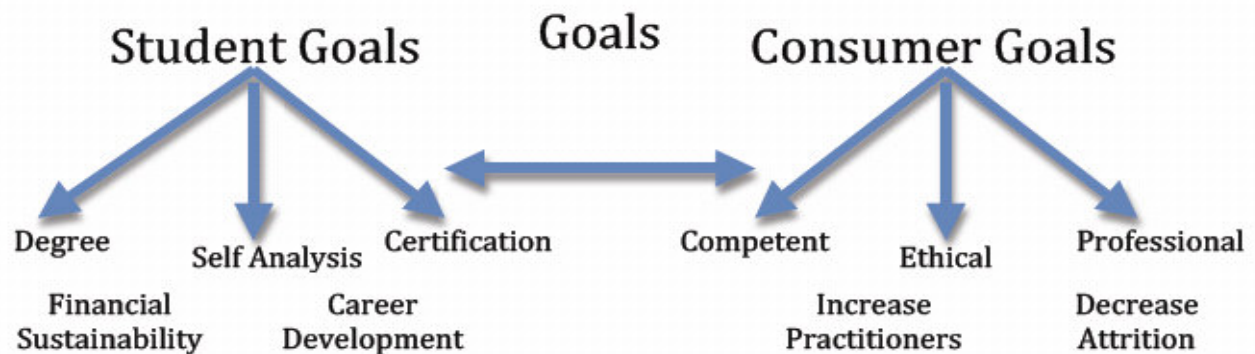 Goals
Student Goals
Consumer Goals
Degree
Self Analysis
Certification
Competent
Ethical
Professional
Financial
Sustainability
Career
Development
Increase
Practitioners
Decrease
Attrition